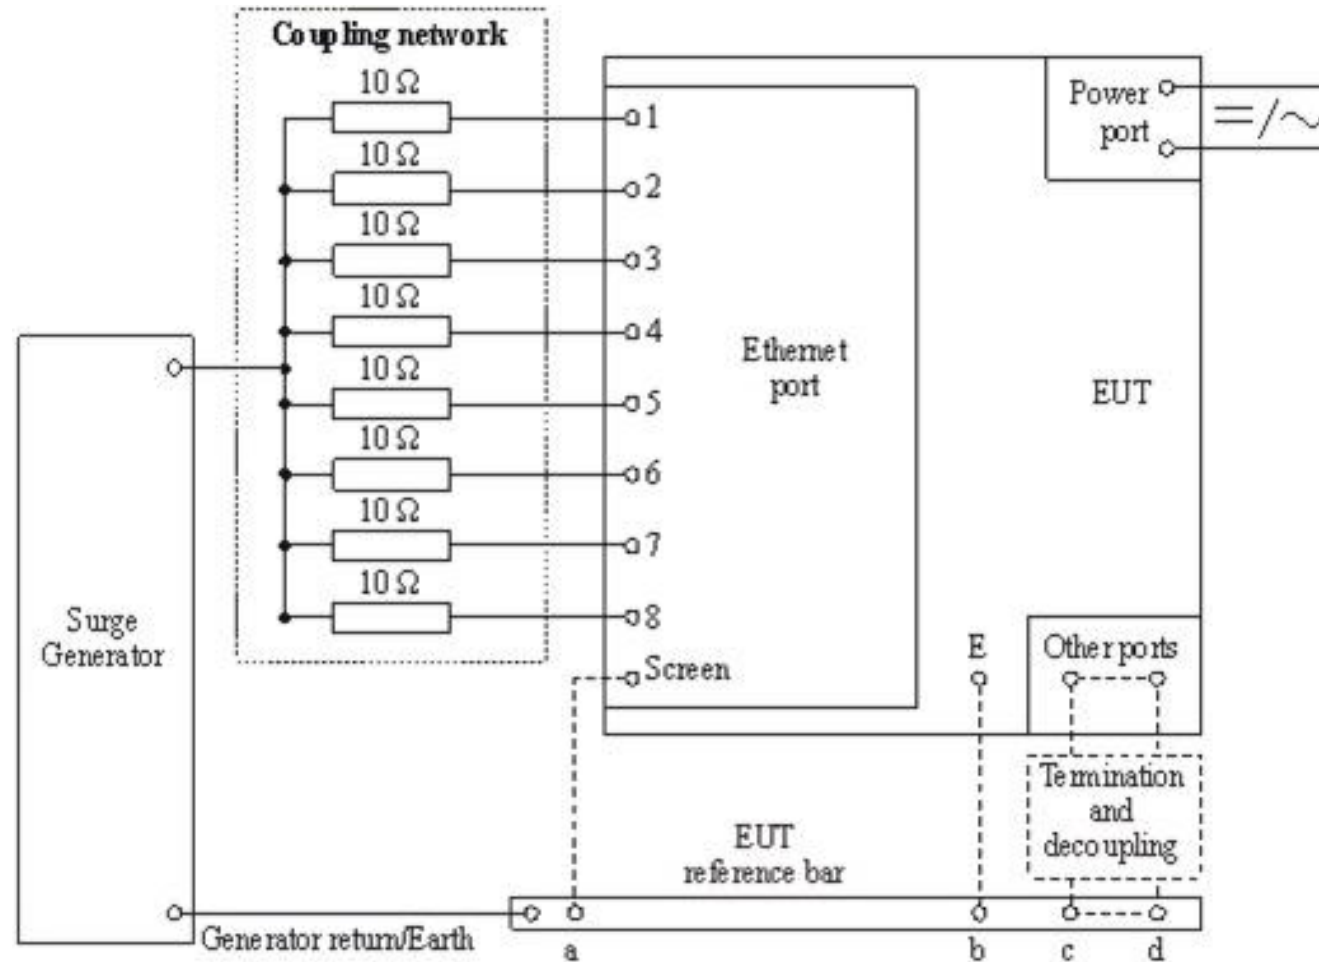 Coupling network
10 Ω
1
10 Ω
2
10 Ω
3
10 Ω
4
10 Ω
5
10 Ω
6
10 Ω
7
10 Ω
8
Screen
Ethernet
port
Power
port
=/~
EUT
E
Other ports
Termination
and
decoupling
Surge
Generator
EUT
reference bar
Generator return/Earth
a
b
c
d